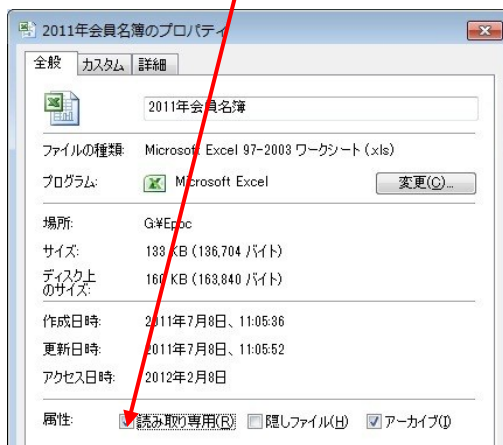 2011年会員名簿のプロパティ
全般 カスタム 詳細
2011年会員名簿
ファイルの種類: Microsoft Excel 97-2003 ワークシート (.xls)
プログラム: Microsoft Excel 変更(C)...
場所: G:¥Epoc
サイズ: 133 KB (136,704 バイト)
ディスク上
のサイズ: 160 KB (163,840 バイト)
作成日時: 2011年7月8日、11:05:36
更新日時: 2011年7月8日、11:05:52
アクセス日時: 2012年2月8日
属性: 読み取り専用(R) 隠しファイル(H) アーカイブ(I)